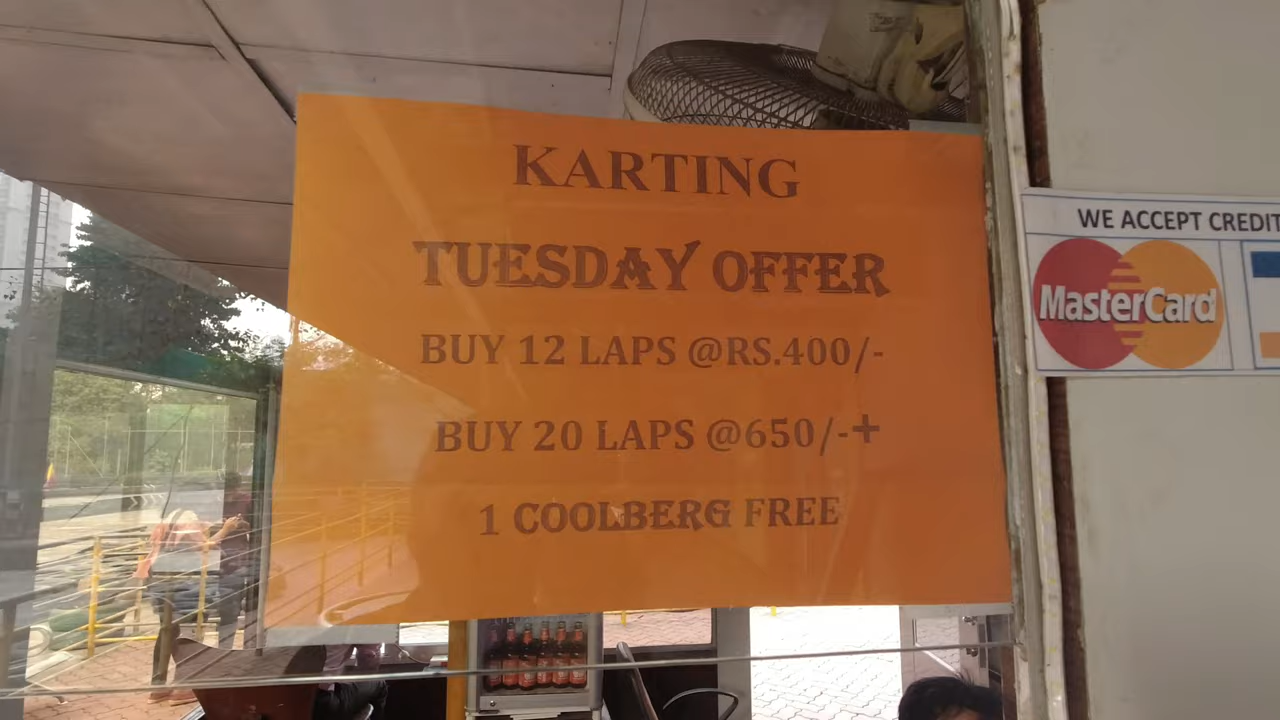 KARTING
TUESDAY OFFER
BUY 12 LAPS @RS.400/-
BUY 20 LAPS @650/-+
1 COOLBERG FREE
WE ACCEPT CREDIT
MasterCard